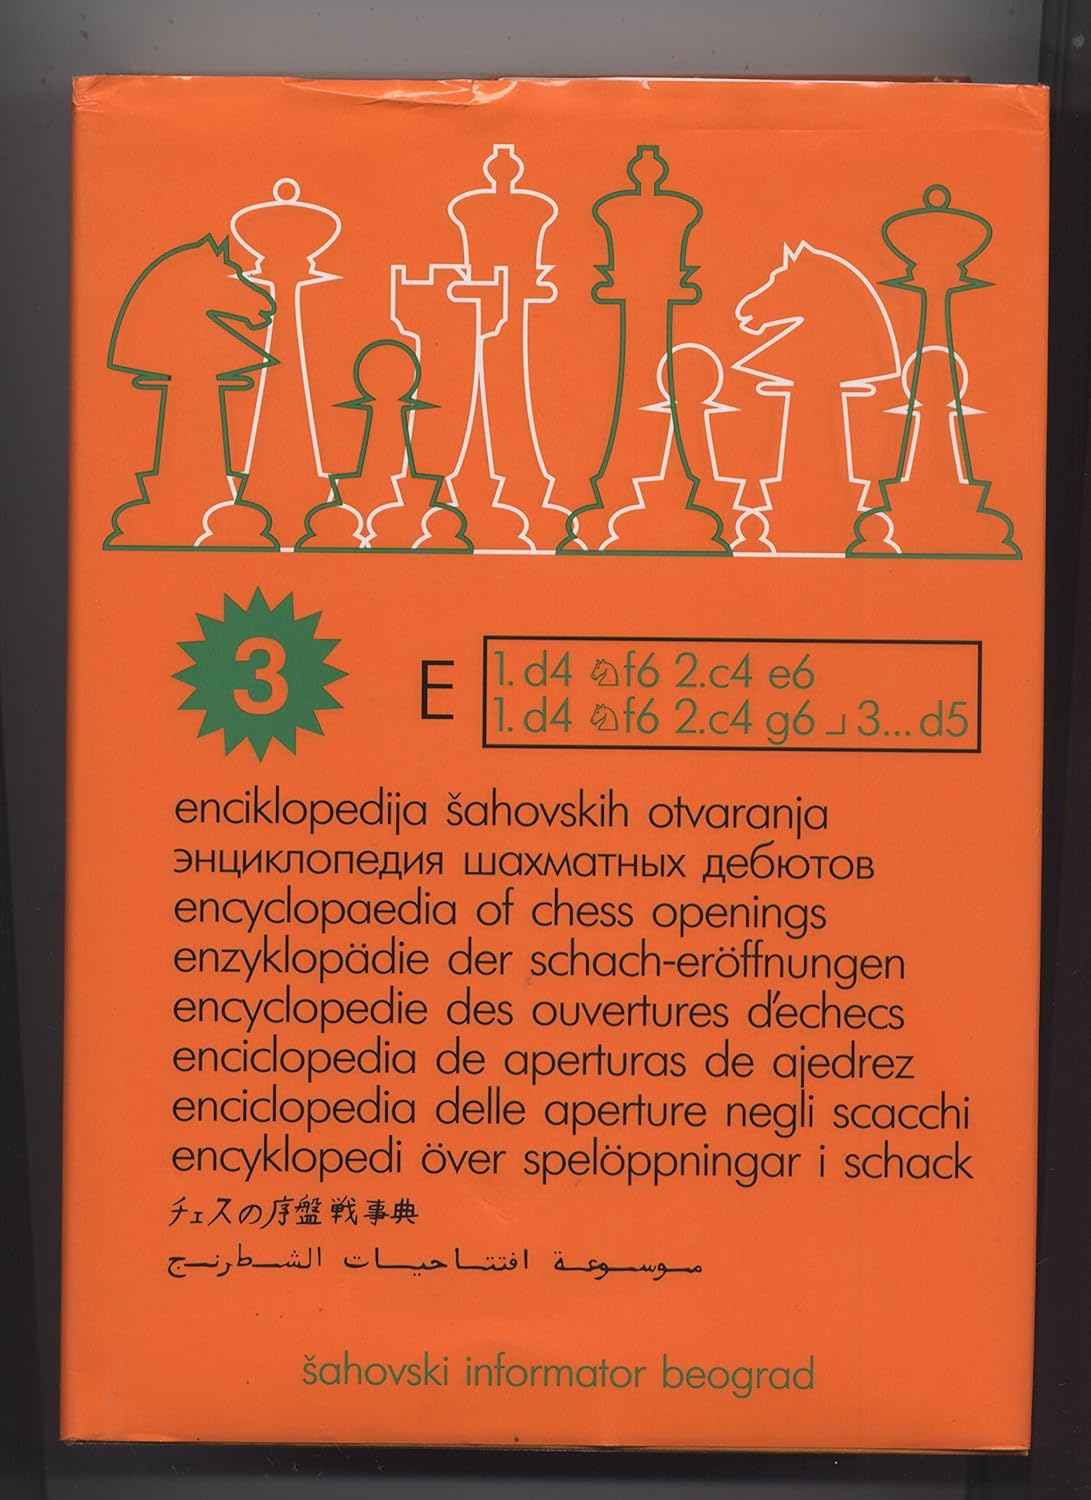 3
E
1. d4 ♘f6 2.c4 e6
1. d4 ♘f6 2.c4 g6 ⌟ 3... d5
enciklopedija šahovskih otvaranja
энциклопедия шахматных дебютов
encyclopaedia of chess openings
enzyklopädie der schach-eröffnungen
encyclopedie des ouvertures d'echecs
enciclopedia de aperturas de ajedrez
enciclopedia delle aperture negli scacchi
encyklopedi över spelöppningar i schack
チェスの序盤戦事典
موسوعة افتتاحيات الشطرنج
šahovski informator beograd